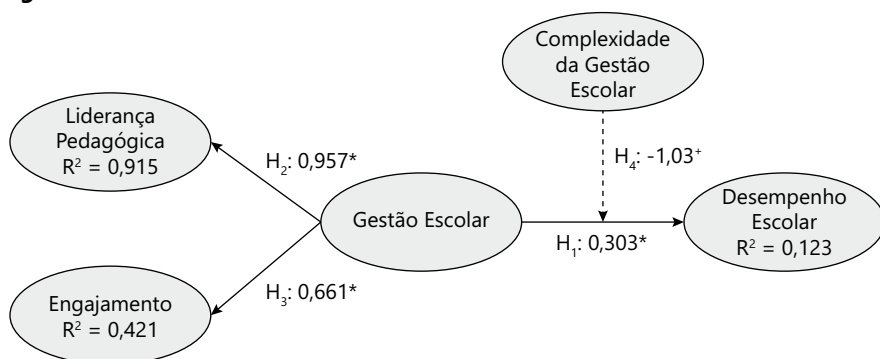 Complexidade
da Gestão
Escolar
Liderança
Pedagógica
R² = 0,915
H₂: 0,957*
H₄: -1,03⁺
Gestão Escolar
Desempenho
Escolar
R² = 0,123
H₁: 0,303*
H₃: 0,661*
Engajamento
R² = 0,421